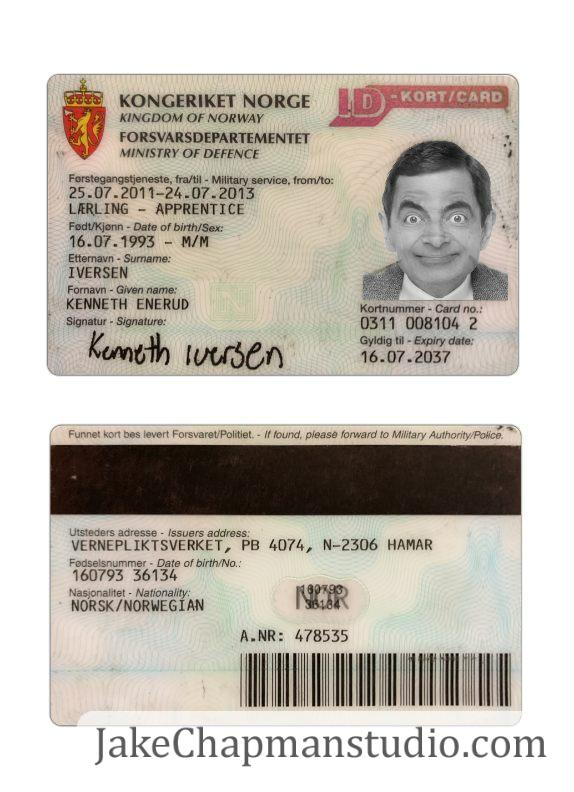 KONGERIKET NORGE
KINGDOM OF NORWAY
FORSVARSDEPARTEMENTET
MINISTRY OF DEFENCE
ID-KORT/CARD
Førstegangstjeneste, fra/til - Military service, from/to:
25.07.2011-24.07.2013
LÆRLING - APPRENTICE
Født/Kjønn - Date of birth/Sex:
16.07.1993 - M/M
Etternavn - Surname:
IVERSEN
Fornavn - Given name:
KENNETH ENERUD
Signatur - Signature:
Kenneth Iversen
Kortnummer - Card no.:
0311 008104 2
Gyldig til - Expiry date:
16.07.2037
Funnet kort bes levert Forsvaret/Politiet. - If found, please forward to Military Authority/Police.
Utsteders adresse - Issuers address:
VERNEPLIKTSVERKET, PB 4074, N-2306 HAMAR
Fødselsnummer - Date of birth/No.:
160793 36134
Nasjonalitet - Nationality:
NORSK/NORWEGIAN
NOR
160793
36134
A.NR: 478535
JakeChapmanstudio.com